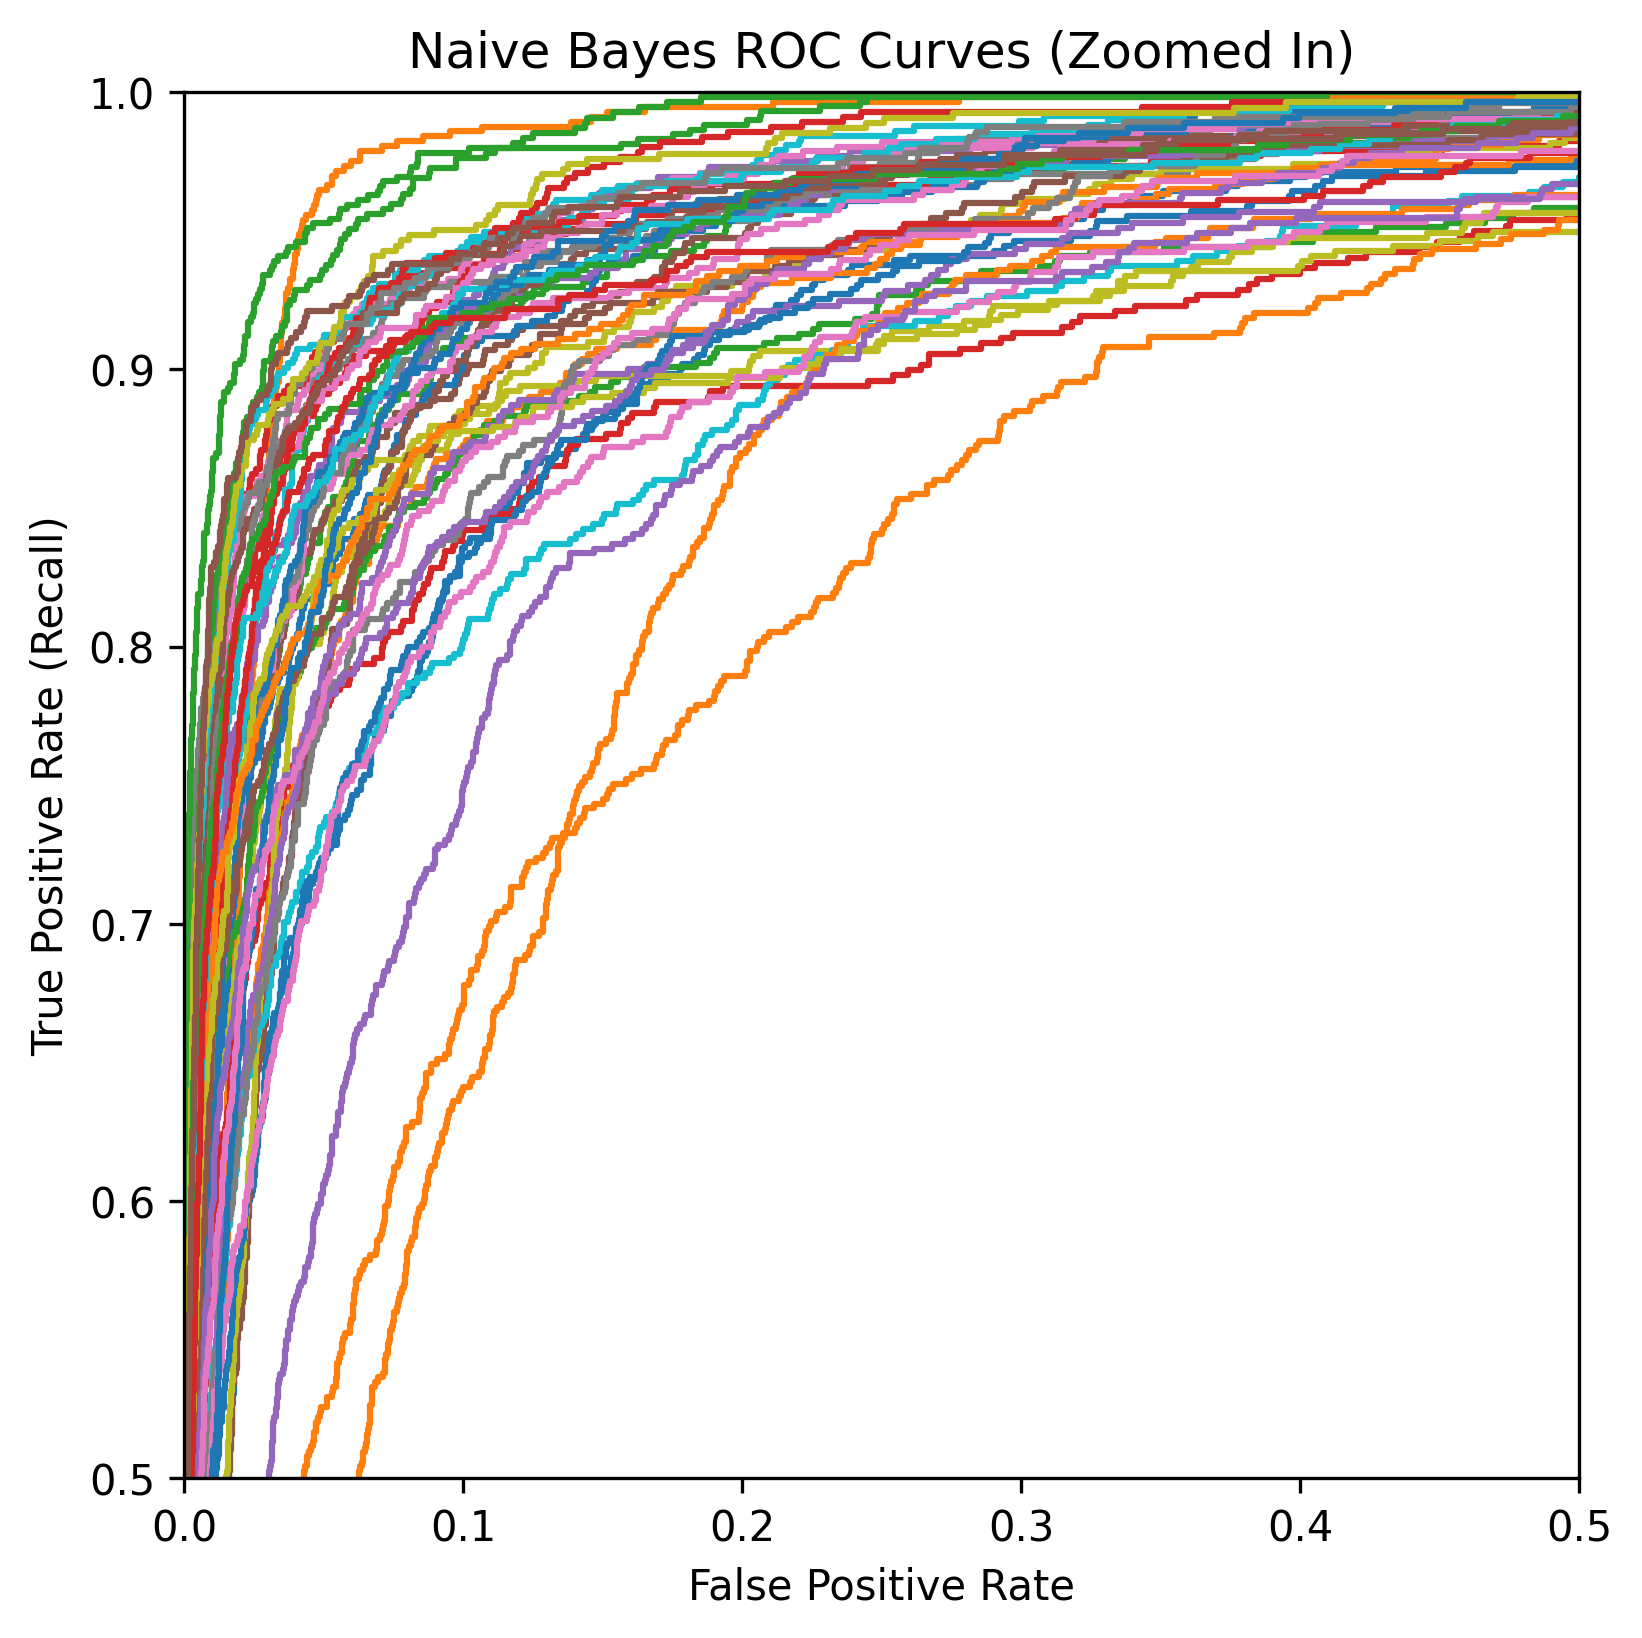 Naive Bayes ROC Curves (Zoomed In)
1.0
0.9
0.8
0.7
0.6
0.5
True Positive Rate (Recall)
0.0 0.1 0.2 0.3 0.4 0.5
False Positive Rate